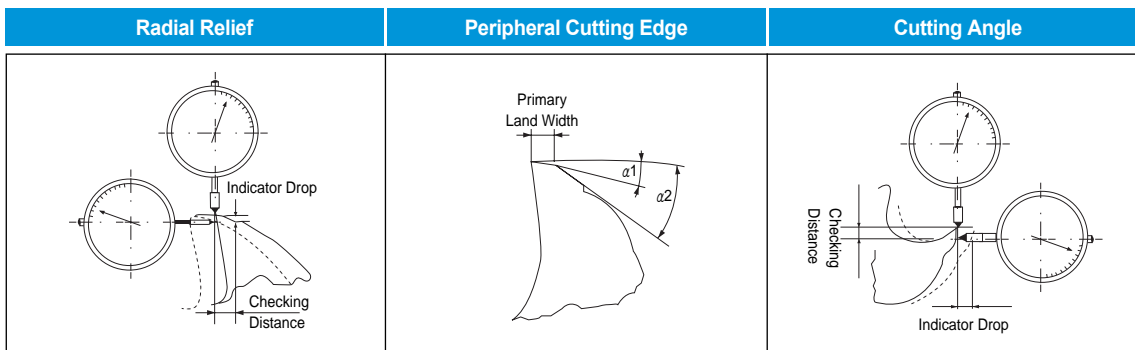 Radial Relief
Peripheral Cutting Edge
Cutting Angle
Indicator Drop
Checking
Distance
Primary
Land Width
α1
α2
Checking
Distance
Indicator Drop